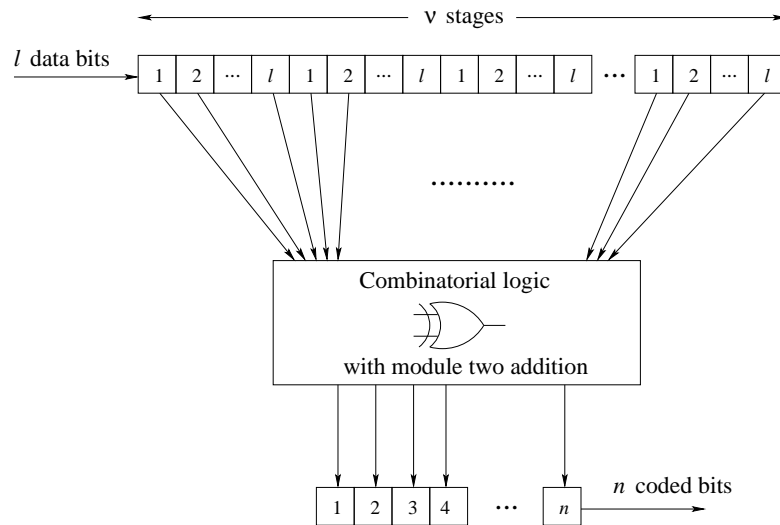 ν stages
l data bits
1 2 ... l 1 2 ... l 1 2 ... l ... 1 2 ... l
..........
Combinatorial logic
with module two addition
n coded bits
1 2 3 4 ... n